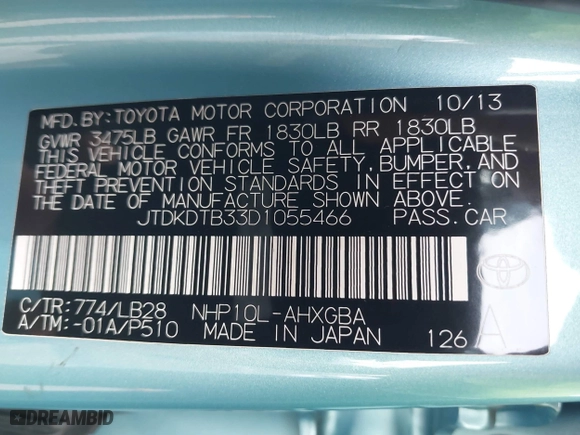 MFD. BY: TOYOTA MOTOR CORPORATION 10/13
GVWR 3475LB GAWR FR 1830LB RR 1830LB
THIS VEHICLE CONFORMS TO ALL APPLICABLE
FEDERAL MOTOR VEHICLE SAFETY, BUMPER, AND
THEFT PREVENTION STANDARDS IN EFFECT ON
THE DATE OF MANUFACTURE SHOWN ABOVE.
JTDKDTB33D1055466 PASS. CAR
C/TR: 774/LB28 NHP10L-AHXGBA
A/TM: -01A/P510 MADE IN JAPAN 126 A
DREAMBID